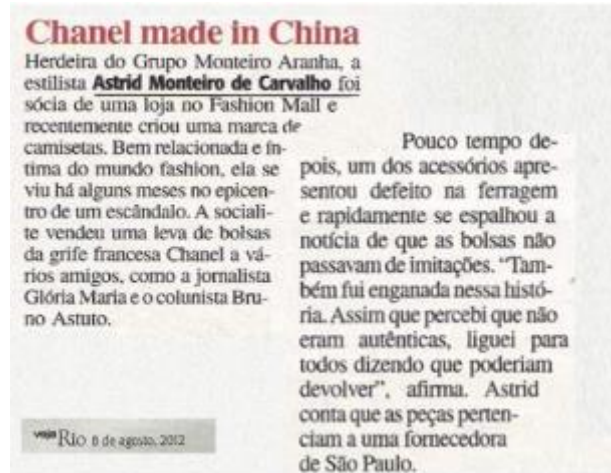 Chanel made in China
Herdeira do Grupo Monteiro Aranha, a
estilista Astrid Monteiro de Carvalho foi
sócia de uma loja no Fashion Mall e
recentemente criou uma marca de
camisetas. Bem relacionada e ín-
tima do mundo fashion, ela se
viu há alguns meses no epicen-
tro de um escândalo. A sociali-
te vendeu uma leva de bolsas
da grife francesa Chanel a vá-
rios amigos, como a jornalista
Glória Maria e o colunista Bru-
no Astuto.
Pouco tempo de-
pois, um dos acessórios apre-
sentou defeito na ferragem
e rapidamente se espalhou a
notícia de que as bolsas não
passavam de imitações. “Tam-
bém fui enganada nessa histó-
ria. Assim que percebi que não
eram autênticas, liguei para
todos dizendo que poderiam
devolver”, afirma. Astrid
conta que as peças perten-
ciam a uma fornecedora
de São Paulo.
veja Rio 8 de agosto, 2012